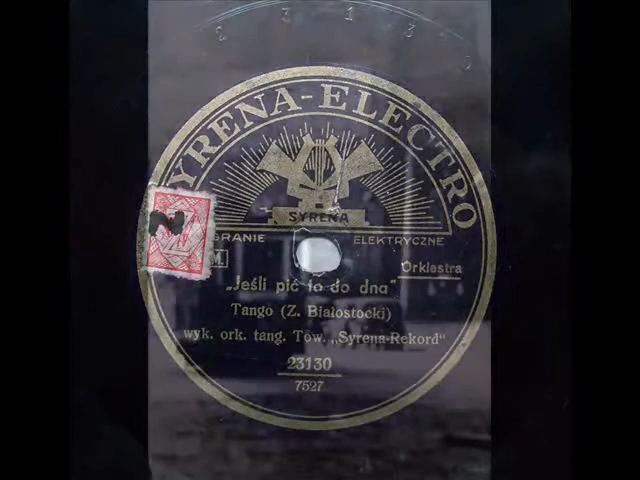 SYRENA-ELECTRO
SYRENA
GRANIE ELEKTRYCZNE
M.
Orkiestra
„Jeśli pić to do dna”
Tango (Z. Białostocki)
wyk. ork. tang. Tow. „Syrena-Rekord”
23130
7527